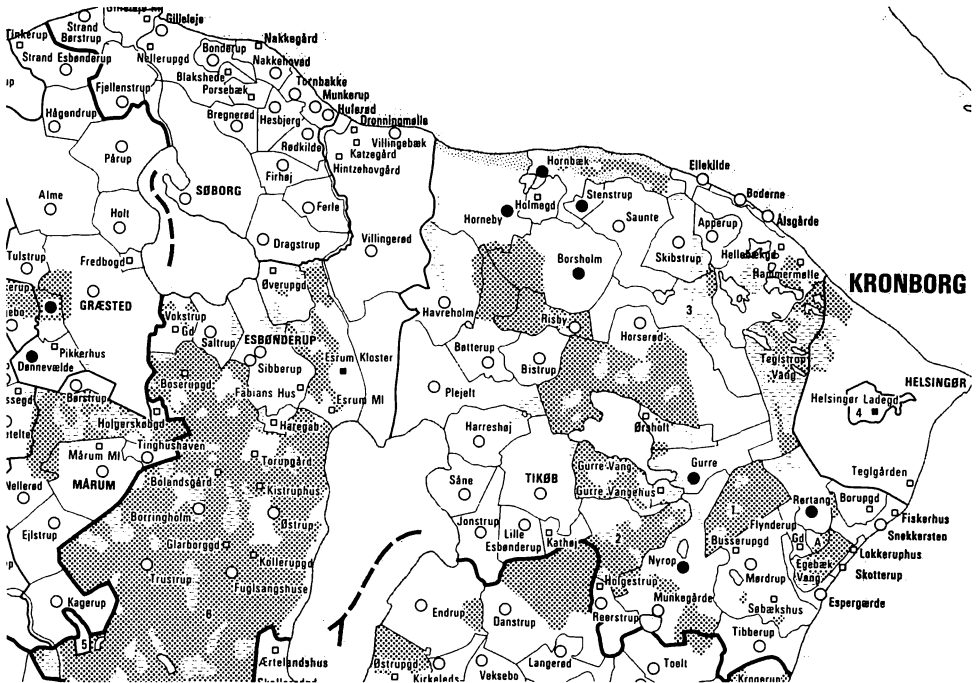 Gilleleje
Strand
Børstrup
Tinkerup
Strand Esbønderup
Nellerupgd
Bonderup
Nakkegård
Nakkehoved
Blakshede
Porsebæk
Fjellenstrup
Tornbakke
Munkerup
Hulerød
Dronningmølle
Villingebæk
Katzegård
Hintzehovgård
Hågendrup
Bregnerød
Hesbjerg
Rødkilde
Pårup
Firhøj
SØBORG
Ferle
Alme
Holt
Dragstrup
Villingerød
Fredbogd
Tulstrup
Hornbæk
Holmegd
Stenstrup
Horneby
Saunte
Ellekilde
Boderne
Ålsgårde
Apperup
Skibstrup
Borsholm
Hellebækgd
Hammermølle
KRONBORG
GRÆSTED
Øverupgd
Vokstrup
Gd
Saltrup
ESBØNDERUP
Sibberup
Esrum Kloster
Havreholm
Risby
Horserød
3
Bøtterup
Bistrup
Teglstrup
Vang
Pikkerhus
Dønnevælde
Børstrup
Boserupgd
Fabians Hus
Esrum Ml
Plejelt
HELSINGØR
Helsingør Ladegd
4
Holgerskøbgd
Haregab
Ørsholt
Harreshøj
Mårum Ml
Tinghushaven
MÅRUM
Torupgård
Bolandsgård
Kistruphus
Gurre Vang
Gurre Vangehus
Gurre
Teglgården
Nellerød
Såne
TIKØB
Borringholm
Østrup
Jonstrup
Lille
Esbønderup
Kathøj
2
1
Rørtang
Borupgd
Fiskerhus
Snekkersten
Flynderup
Gd
A
Ejlstrup
Glarborggd
Kullerupgd
Busserupgd
Løkkeruphus
Egebæk
Vang
Skotterup
Nyrop
Trustrup
Fuglsangshuse
Mørdrup
Holgestrup
Munkegårde
Søbækshus
Espergærde
Kagerup
5
Endrup
Danstrup
Reerstrup
Tibberup
Ærtelandshus
Østrupgd
Kirkeleds
Veksebo
Langerød
Toelt